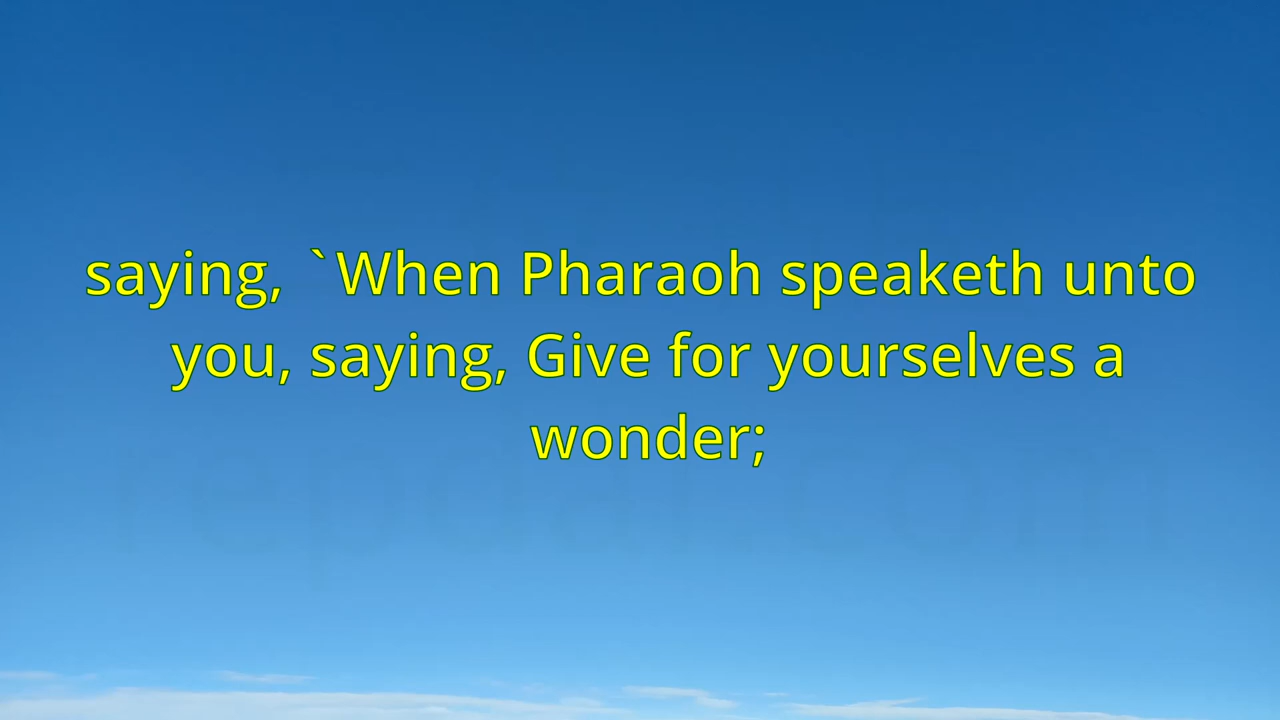 saying, `When Pharaoh speaketh unto
you, saying, Give for yourselves a
wonder;